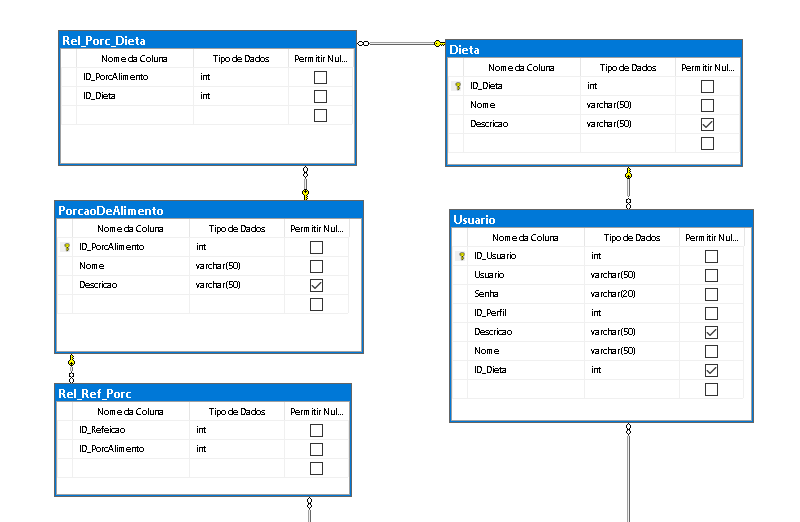 Rel_Porc_Dieta
Nome da Coluna Tipo de Dados Permitir Nul...
ID_PorcAlimento int
ID_Dieta int
Dieta
Nome da Coluna Tipo de Dados Permitir Nul...
ID_Dieta int
Nome varchar(50)
Descricao varchar(50)
PorcaoDeAlimento
Nome da Coluna Tipo de Dados Permitir Nul...
ID_PorcAlimento int
Nome varchar(50)
Descricao varchar(50)
Usuario
Nome da Coluna Tipo de Dados Permitir Nul...
ID_Usuario int
Usuario varchar(50)
Senha varchar(20)
ID_Perfil int
Descricao varchar(50)
Nome varchar(50)
ID_Dieta int
Rel_Ref_Porc
Nome da Coluna Tipo de Dados Permitir Nul...
ID_Refeicao int
ID_PorcAlimento int